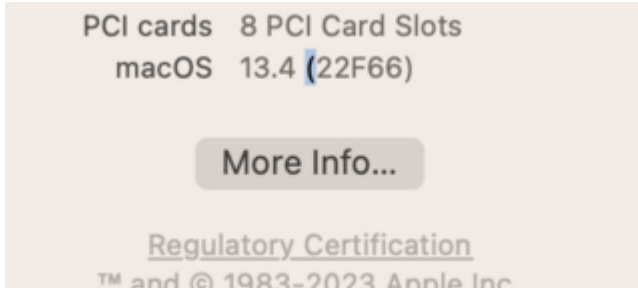 PCI cards 8 PCI Card Slots
macOS 13.4 (22F66)
More Info...
Regulatory Certification
™ and © 1983-2023 Apple Inc.